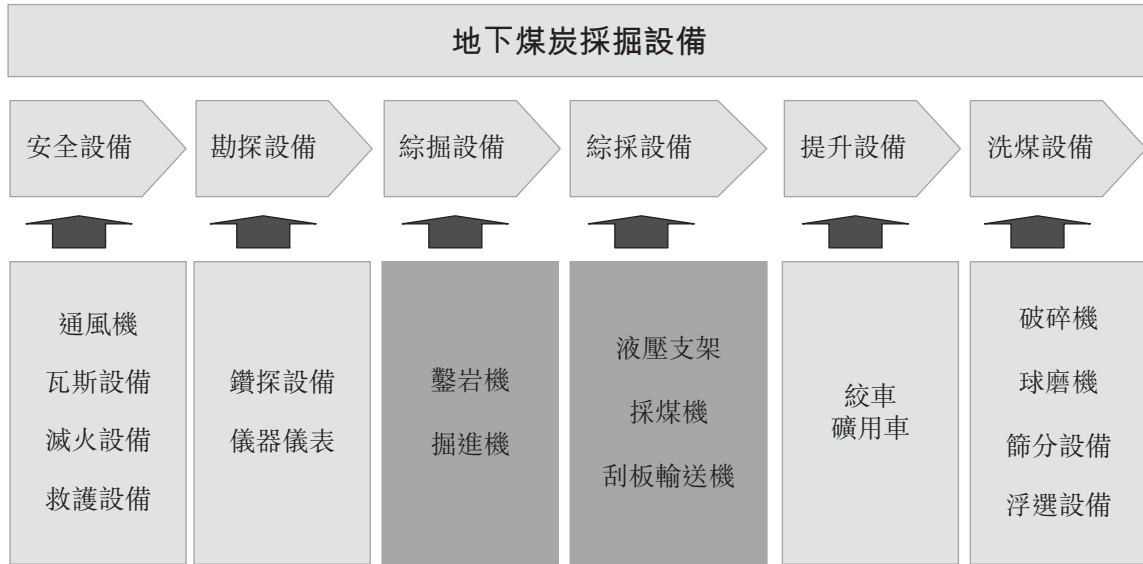 地下煤炭採掘設備
安全設備
勘探設備
綜掘設備
綜採設備
提升設備
洗煤設備
通風機
瓦斯設備
滅火設備
救護設備
鑽探設備
儀器儀表
鑿岩機
掘進機
液壓支架
採煤機
刮板輸送機
絞車
礦用車
破碎機
球磨機
篩分設備
浮選設備